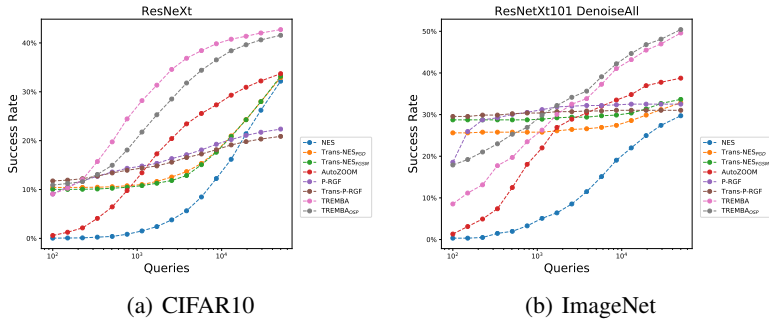 ResNeXt
Success Rate
40%
30%
20%
10%
0%
10²
10³
10⁴
Queries
NES
Trans-NES_PGD
Trans-NES_FGSM
AutoZOOM
P-RGF
Trans-P-RGF
TREMBA
TREMBA_OSP
(a) CIFAR10
ResNetXt101 DenoiseAll
Success Rate
50%
40%
30%
20%
10%
0%
10²
10³
10⁴
Queries
NES
Trans-NES_PGD
Trans-NES_FGSM
AutoZOOM
P-RGF
Trans-P-RGF
TREMBA
TREMBA_OSP
(b) ImageNet